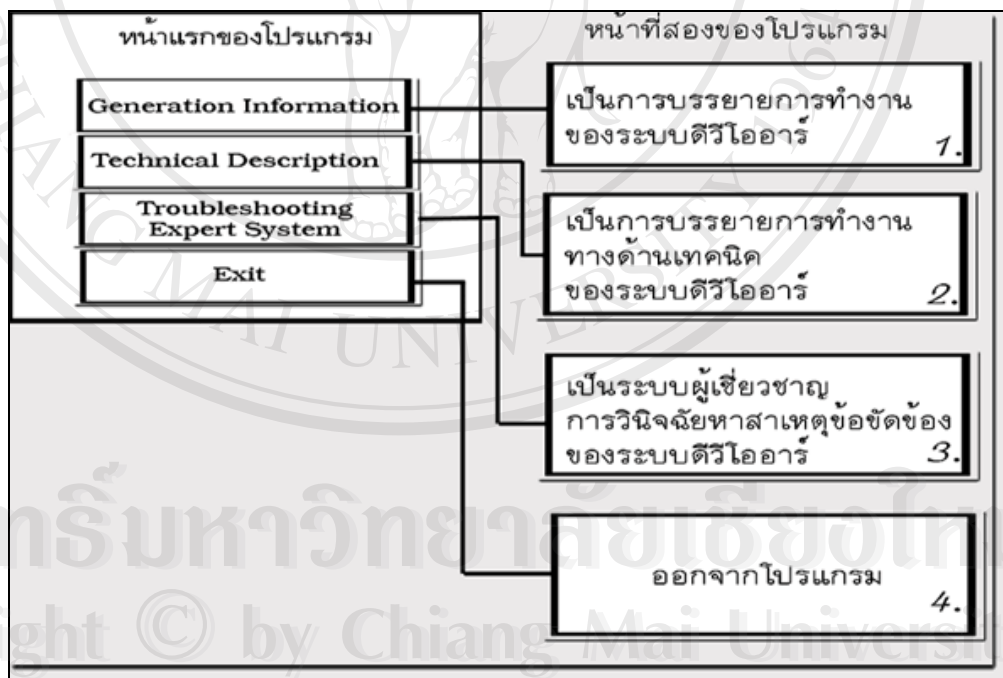 หน้าแรกของโปรแกรม
Generation Information
Technical Description
Troubleshooting
Expert System
Exit
หน้าที่สองของโปรแกรม
เป็นการบรรยายการทำงาน
ของระบบดีวีโออาร์
1.
เป็นการบรรยายการทำงาน
ทางด้านเทคนิค
ของระบบดีวีโออาร์
2.
เป็นระบบผู้เชี่ยวชาญ
การวินิจฉัยหาสาเหตุข้อขัดข้อง
ของระบบดีวีโออาร์
3.
ออกจากโปรแกรม
4.
CHIANG MAI UNIVERSITY 1964
© by Chiang Mai